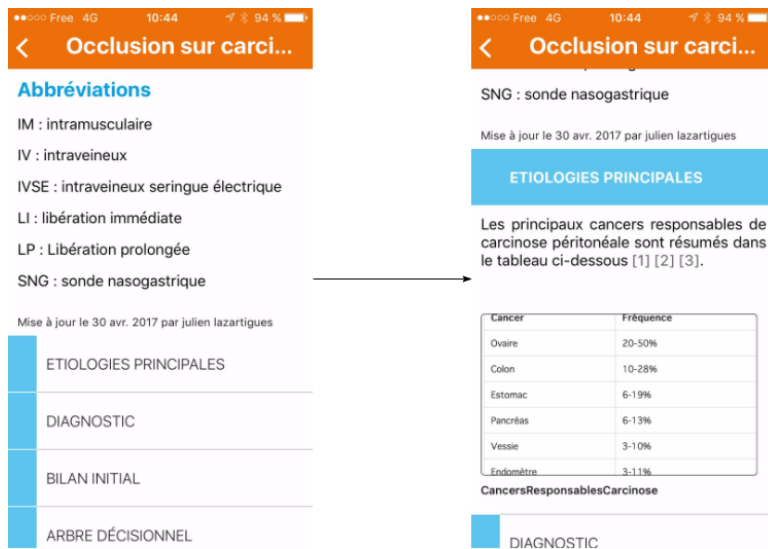 Free 4G 10:44 94 %
Occlusion sur carci...
Abbréviations
IM : intramusculaire
IV : intraveineux
IVSE : intraveineux seringue électrique
LI : libération immédiate
LP : Libération prolongée
SNG : sonde nasogastrique
Mise à jour le 30 avr. 2017 par julien lazartigues
ETIOLOGIES PRINCIPALES
DIAGNOSTIC
BILAN INITIAL
ARBRE DÉCISIONNEL
Free 4G 10:44 94 %
Occlusion sur carci...
SNG : sonde nasogastrique
Mise à jour le 30 avr. 2017 par julien lazartigues
ETIOLOGIES PRINCIPALES
Les principaux cancers responsables de
carcinose péritonéale sont résumés dans
le tableau ci-dessous [1] [2] [3].
Cancer Fréquence
Ovaire 20-50%
Colon 10-28%
Estomac 6-19%
Pancréas 6-13%
Vessie 3-10%
Endomètre 3-11%
CancersResponsablesCarcinose
DIAGNOSTIC